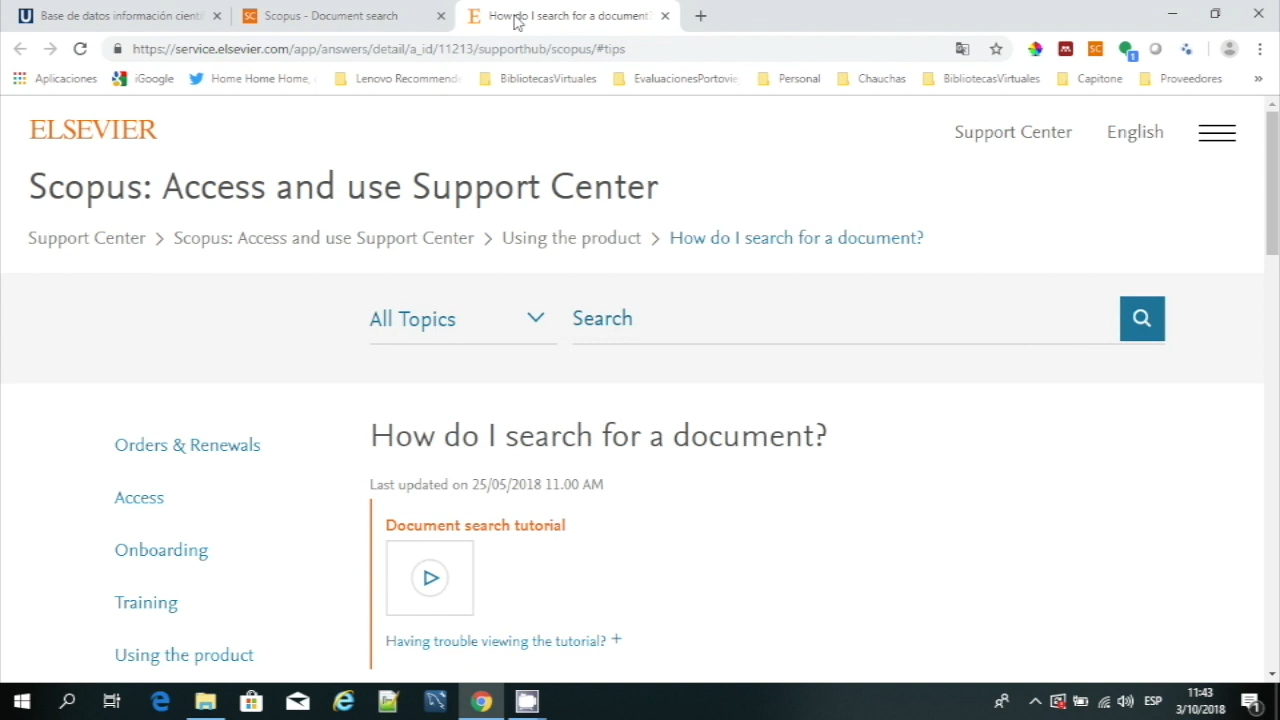 Base de datos información cientí
Scopus - Document search
How do I search for a document?
https://service.elsevier.com/app/answers/detail/a_id/11213/supporthub/scopus/#tips
Aplicaciones
iGoogle
Home Home Home,
Lenovo Recommend
BibliotecasVirtuales
EvaluacionesPortovie
Personal
Chauchas
BibliotecasVirtuales
Capitone
Proveedores
ELSEVIER
Support Center
English
Scopus: Access and use Support Center
Support Center > Scopus: Access and use Support Center > Using the product > How do I search for a document?
All Topics
Search
How do I search for a document?
Last updated on 25/05/2018 11.00 AM
Document search tutorial
Having trouble viewing the tutorial? +
Orders & Renewals
Access
Onboarding
Training
Using the product
ESP
11:43
3/10/2018